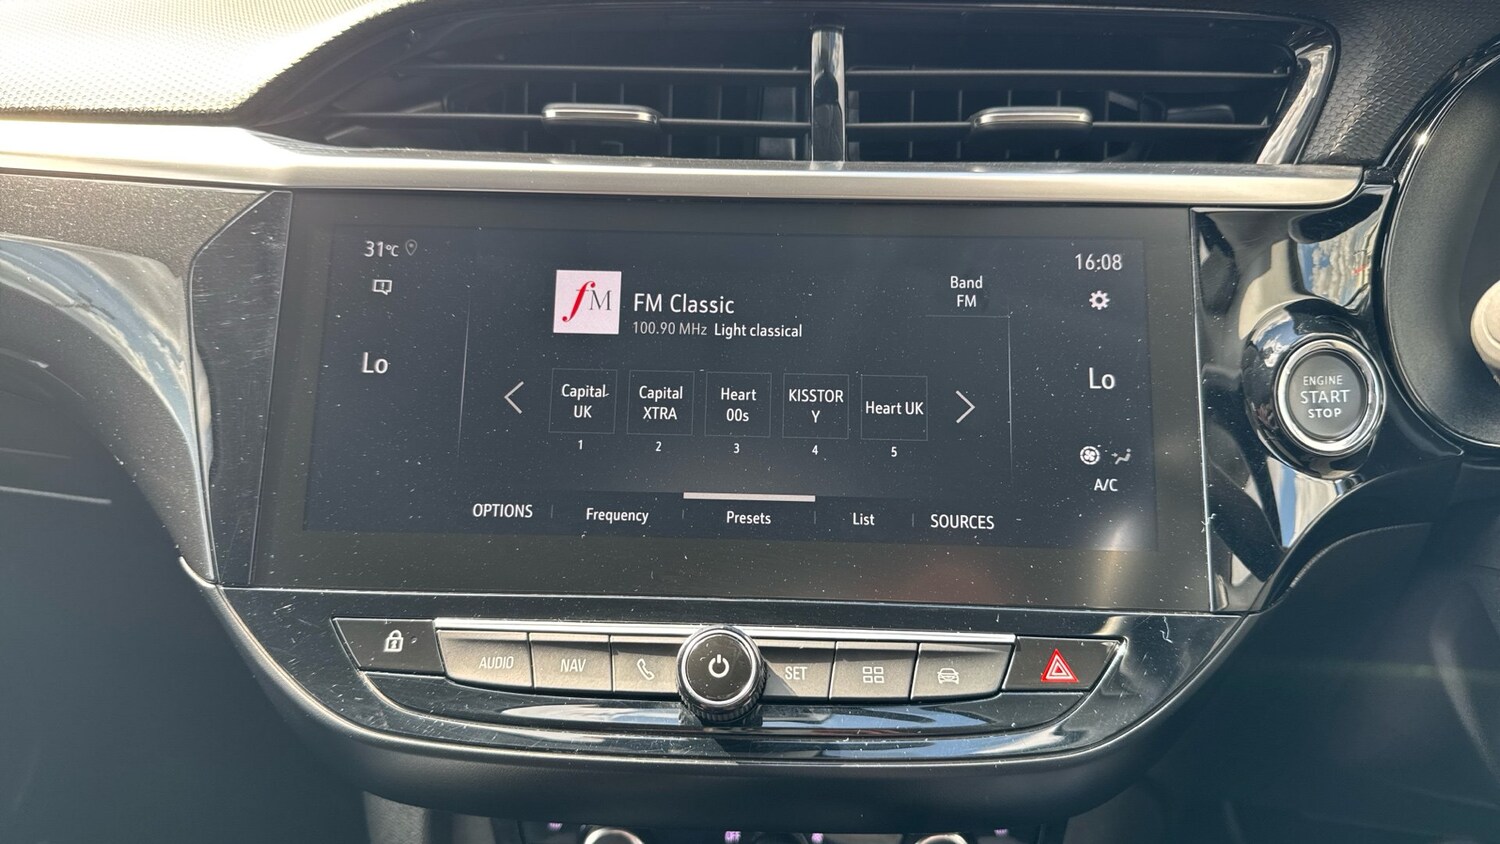 31°C
16:08
fM
FM Classic
100.90 MHz Light classical
Band
FM
Lo
Lo
Capital
UK
Capital
XTRA
Heart
00s
KISSTOR
Y
Heart UK
1
2
3
4
5
A/C
OPTIONS
Frequency
Presets
List
SOURCES
ENGINE
START
STOP
AUDIO
NAV
SET
OFF